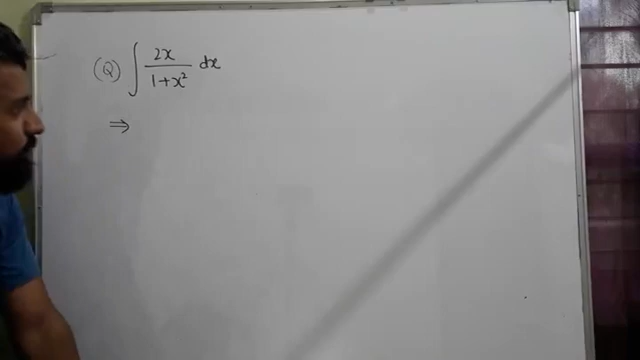 (Q) ∫ 2x/(1+x²) dx
⇒